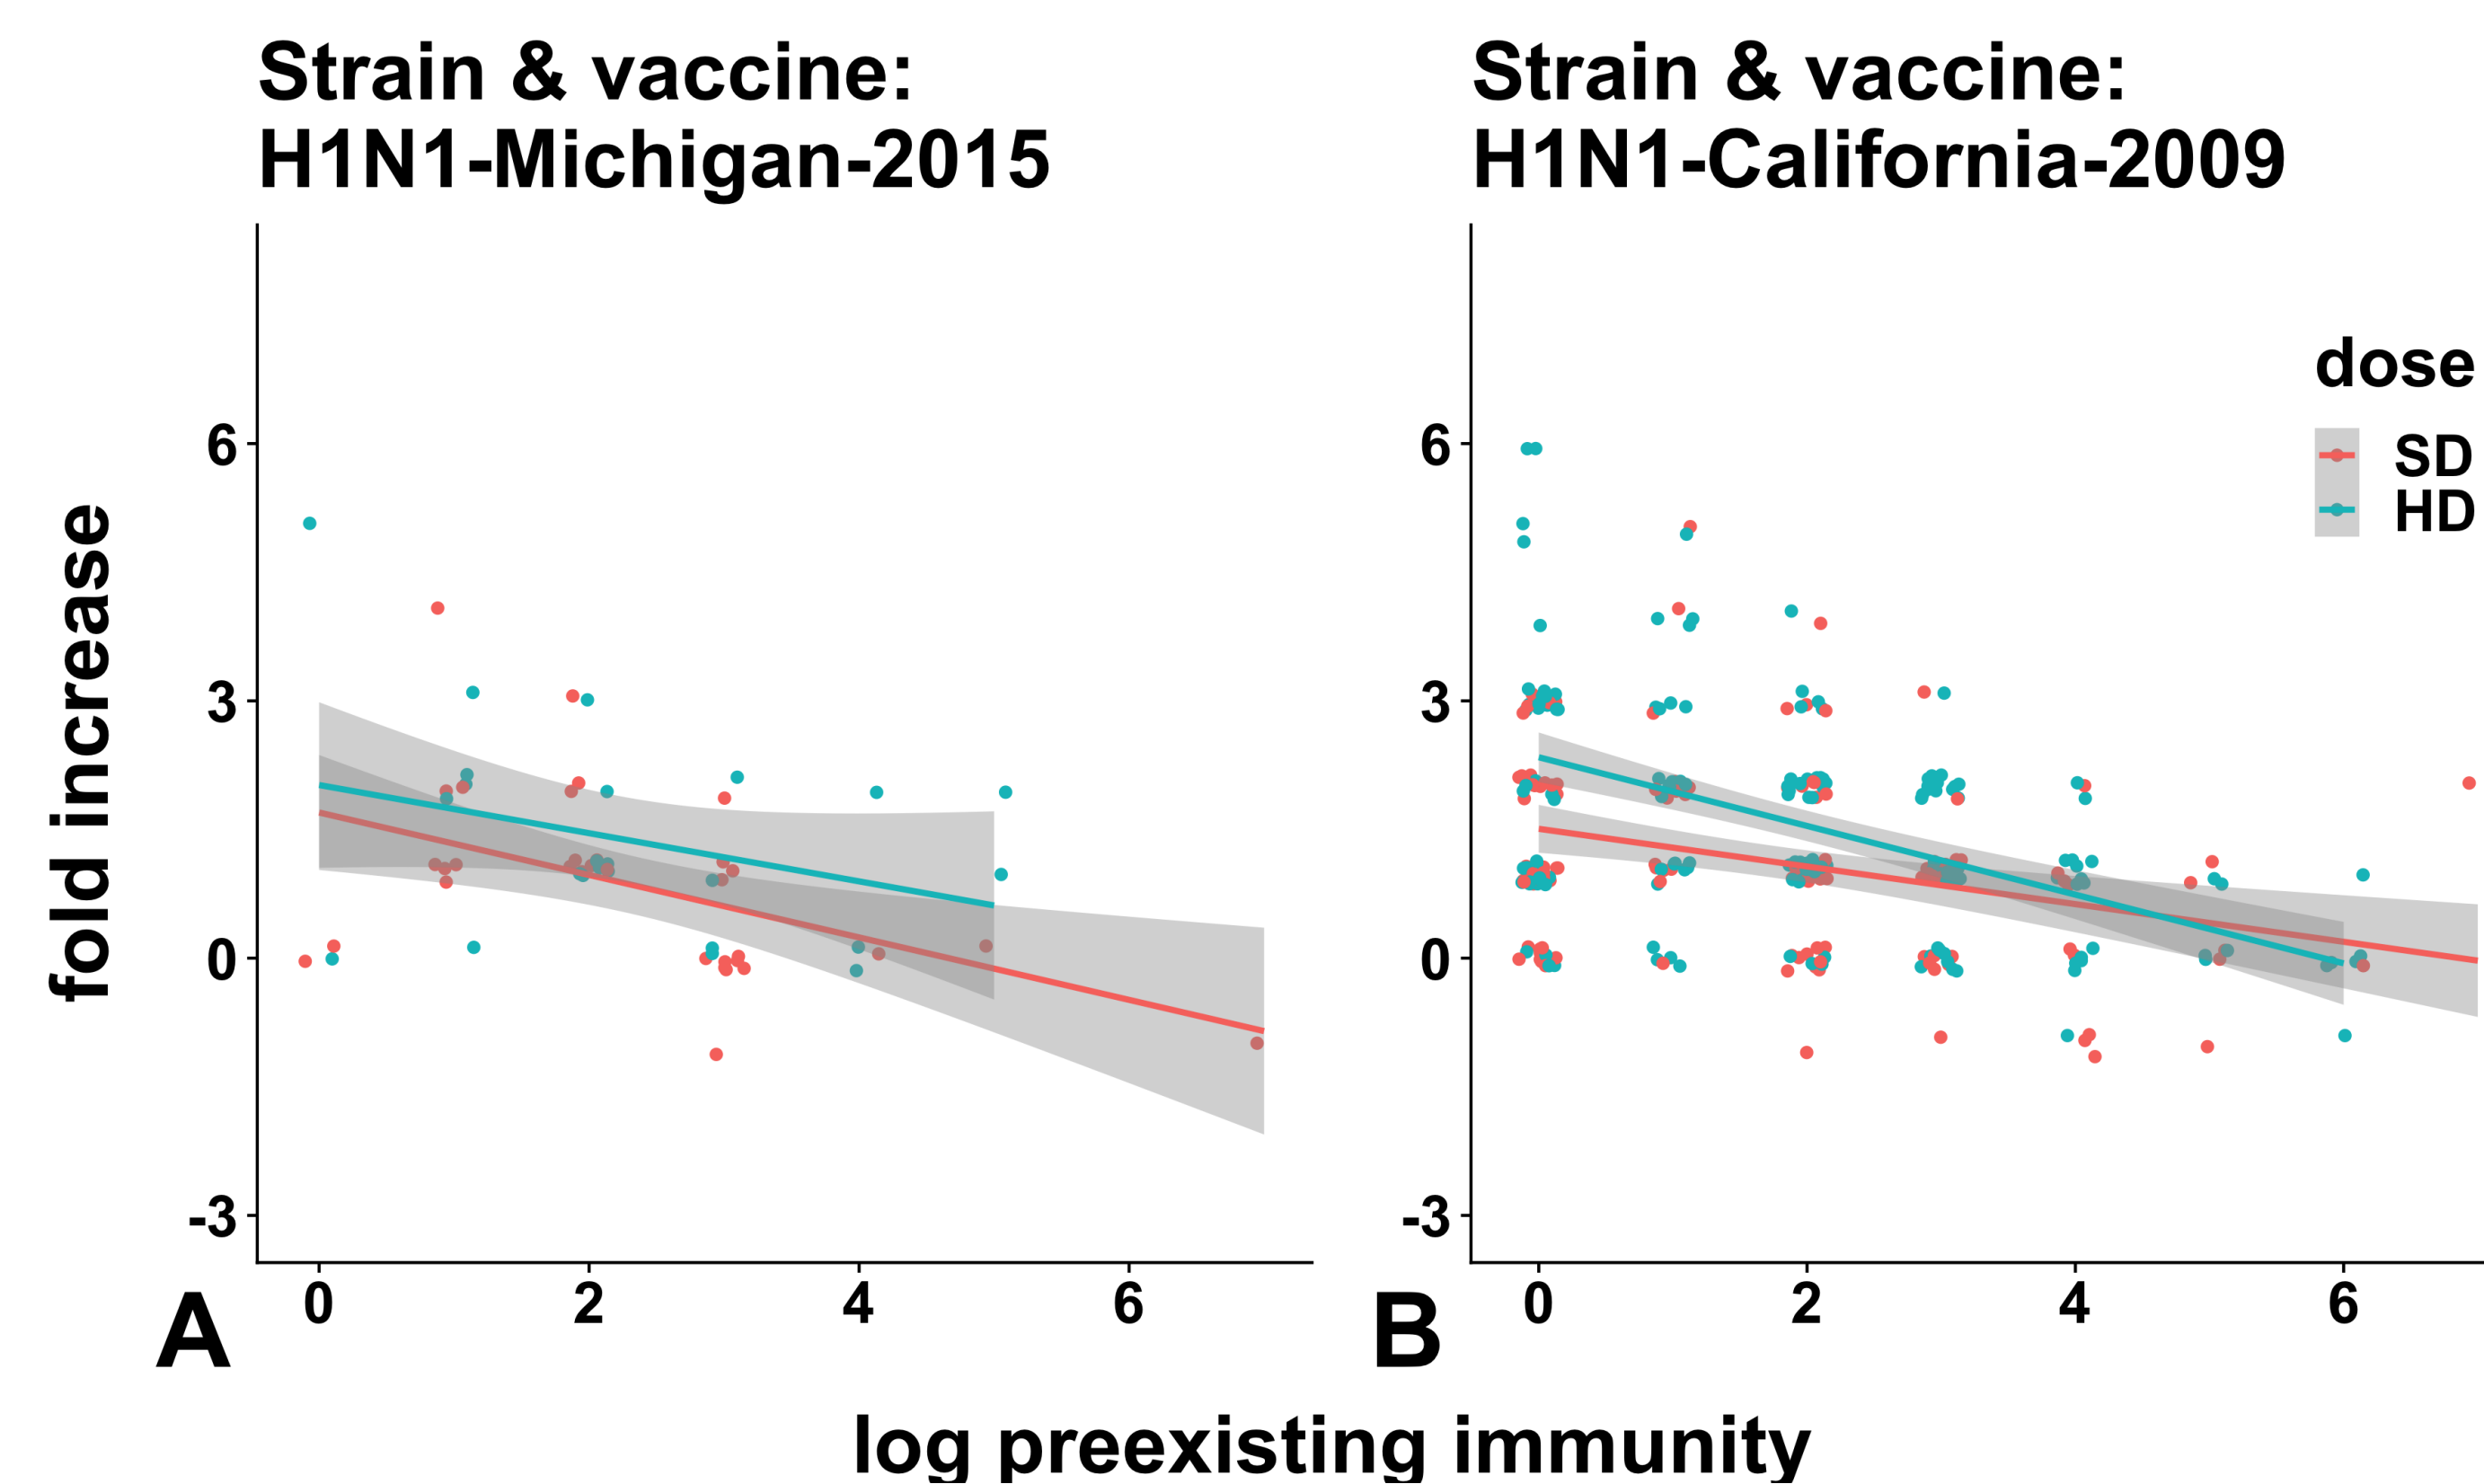 Strain & vaccine:
H1N1-Michigan-2015
Strain & vaccine:
H1N1-California-2009
fold increase
6
3
0
-3
0
2
4
6
A
6
3
0
-3
0
2
4
6
B
dose
SD
HD
log preexisting immunity